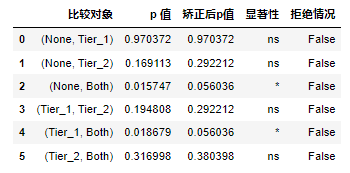 比较对象 p 值 矫正后p值 显著性 拒绝情况
0 (None, Tier_1) 0.970372 0.970372 ns False
1 (None, Tier_2) 0.169113 0.292212 ns False
2 (None, Both) 0.015747 0.056036 * False
3 (Tier_1, Tier_2) 0.194808 0.292212 ns False
4 (Tier_1, Both) 0.018679 0.056036 * False
5 (Tier_2, Both) 0.316998 0.380398 ns False